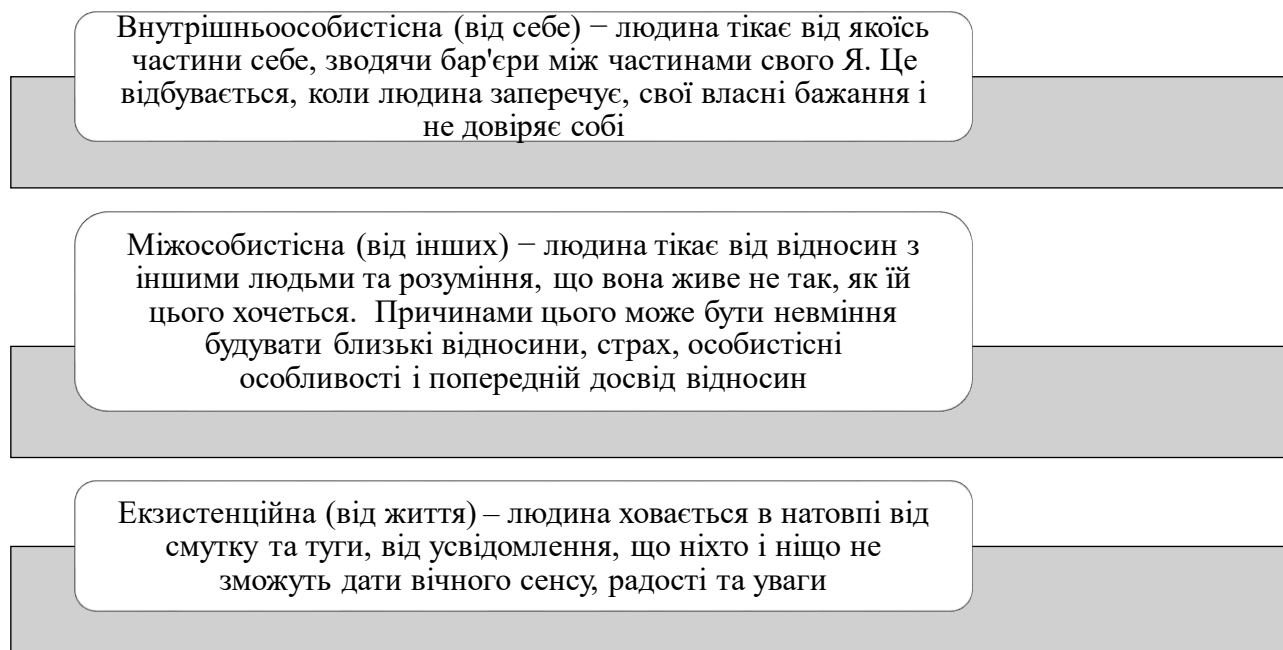 Внутрішньоособистісна (від себе) − людина тікає від якоїсь
частини себе, зводячи бар'єри між частинами свого Я. Це
відбувається, коли людина заперечує, свої власні бажання і
не довіряє собі
Міжособистісна (від інших) − людина тікає від відносин з
іншими людьми та розуміння, що вона живе не так, як їй
цього хочеться.  Причинами цього може бути невміння
будувати близькі відносини, страх, особистісні
особливості і попередній досвід відносин
Екзистенційна (від життя) – людина ховається в натовпі від
смутку та туги, від усвідомлення, що ніхто і ніщо не
зможуть дати вічного сенсу, радості та уваги